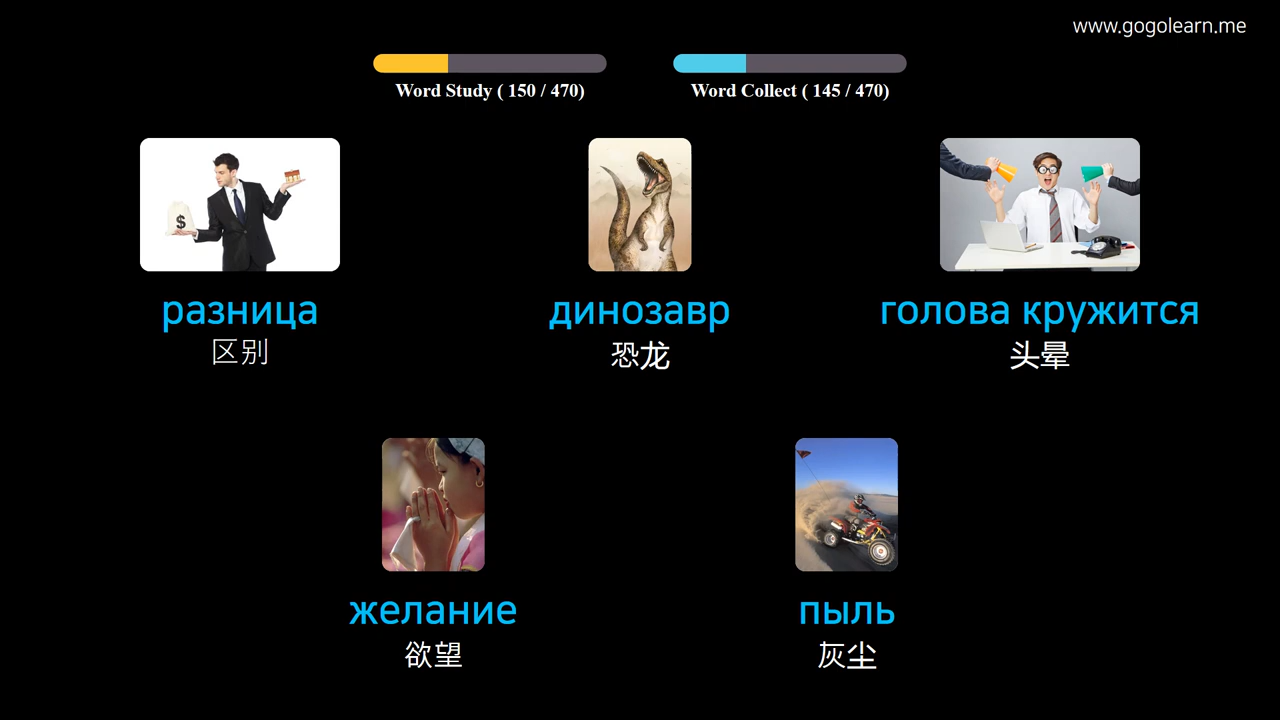 www.gogolearn.me
Word Study ( 150 / 470)
Word Collect ( 145 / 470)
$
разница
区别
динозавр
恐龙
голова кружится
头晕
желание
欲望
пыль
灰尘